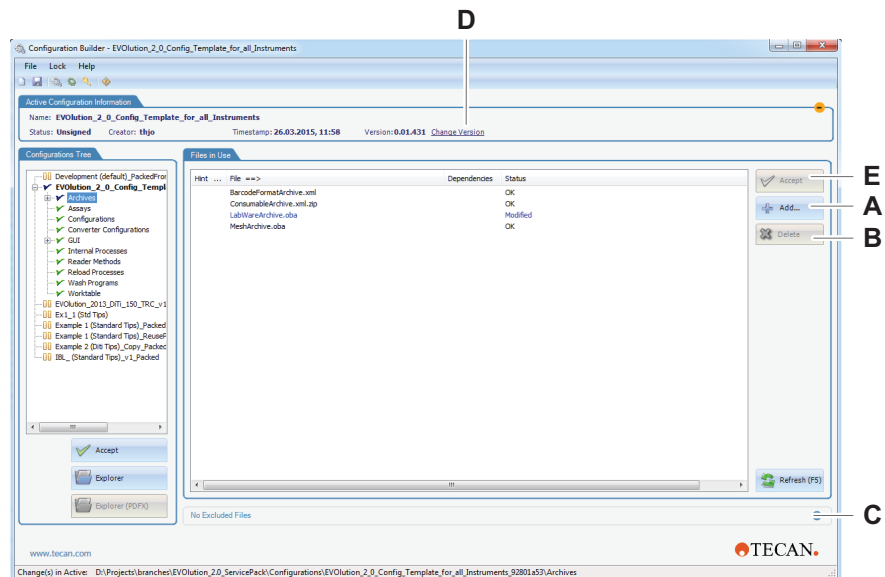 D
Configuration Builder - EVOlution_2_0_Config_Template_for_all_Instruments
File Lock Help
Active Configuration Information
Name: EVOlution_2_0_Config_Template_for_all_Instruments
Status: Unsigned Creator: thjo Timestamp: 26.03.2015, 11:58 Version: 0.01.431 Change Version
Configurations Tree
Development (default)_PackedFror
EVOlution_2_0_Config_Templ
Archives
Assays
Configurations
Converter Configurations
GUI
Internal Processes
Reader Methods
Reload Processes
Wash Programs
Worktable
EVOlution_2013_DiTi_150_TRC_v1
Ex1_1 (Std Tips)
Example 1 (Standard Tips)_Packed
Example 1 (Standard Tips)_ReuseF
Example 2 (Diti Tips)_Copy_Packec
IBL_ (Standard Tips)_v1_Packed
Accept
Explorer
Explorer (PDFX)
Files in Use
Hint ... File ==> Dependencies Status
BarcodeFormatArchive.xml OK
ConsumableArchive.xml.zip OK
LabWareArchive.oba Modified
MeshArchive.oba OK
Accept E
Add... A
Delete B
Refresh (F5)
No Excluded Files C
www.tecan.com
TECAN.
Change(s) in Active: D:\Projects\branches\EVOlution_2.0_ServicePack\Configurations\EVOlution_2_0_Config_Template_for_all_Instruments_92801a53\Archives